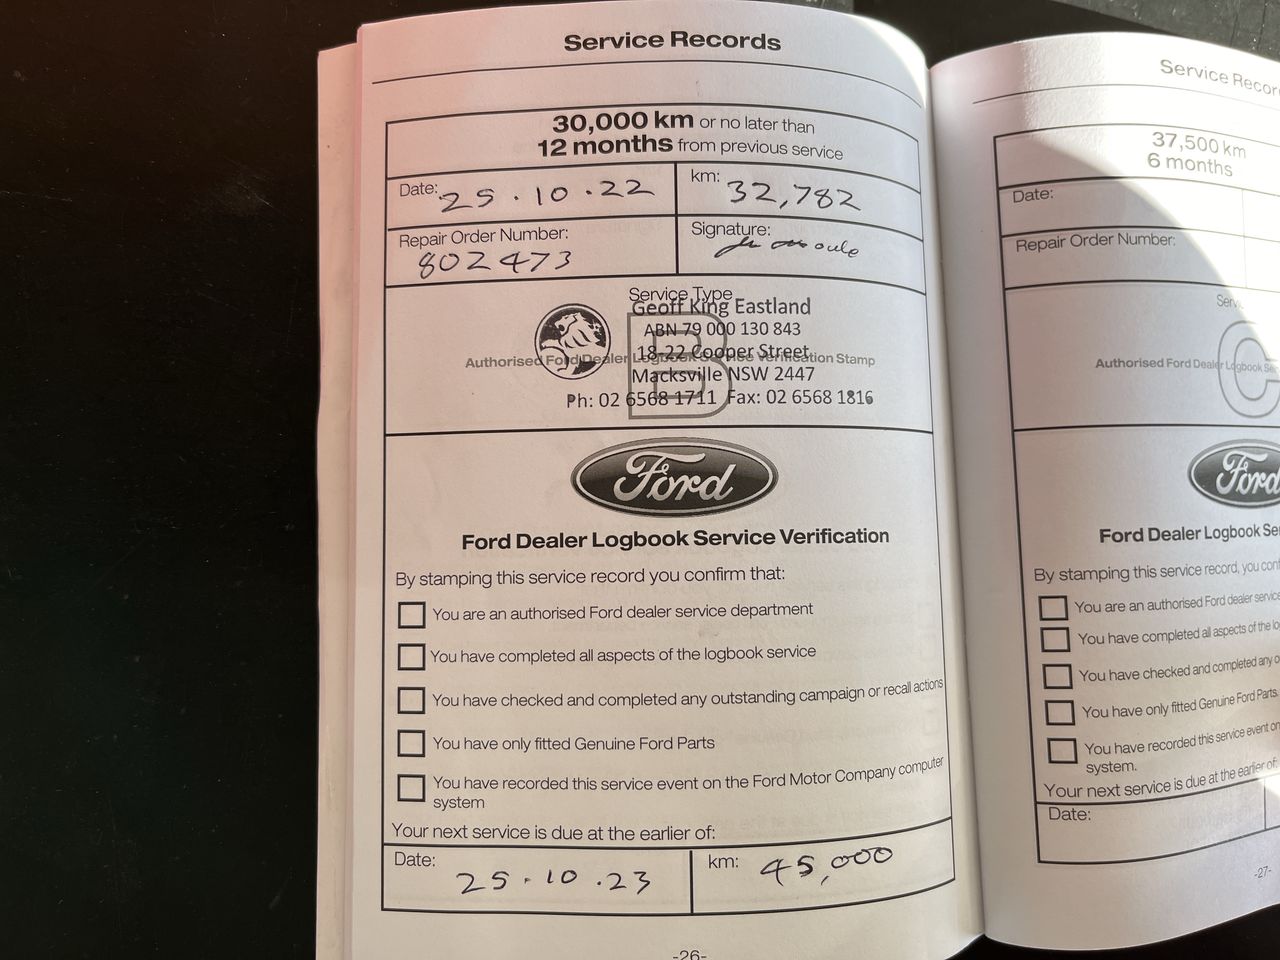 Service Records
30,000 km or no later than
12 months from previous service
Date: 25.10.22
km: 32,782
Repair Order Number:
802473
Signature:
Service Type
Geoff King Eastland
ABN 79 000 130 843
18-22 Cooper Street
Authorised Ford Dealer Logbook Service Verification Stamp
B
Macksville NSW 2447
Ph: 02 6568 1711 Fax: 02 6568 1816
Ford
Ford Dealer Logbook Service Verification
By stamping this service record you confirm that:
You are an authorised Ford dealer service department
You have completed all aspects of the logbook service
You have checked and completed any outstanding campaign or recall actions
You have only fitted Genuine Ford Parts
You have recorded this service event on the Ford Motor Company computer
system
Your next service is due at the earlier of:
Date: 25.10.23
km: 45,000
-26-
Service Recor
37,500 km
6 months
Date:
Repair Order Number:
Serv
Authorised Ford Dealer Logbook Se
C
Ford
Ford Dealer Logbook Se
By stamping this service record, you conf
You are an authorised Ford dealer service
You have completed all aspects of the lo
You have checked and completed any o
You have only fitted Genuine Ford Parts
You have recorded this service event on
system.
Your next service is due at the earlier of:
Date:
-27-